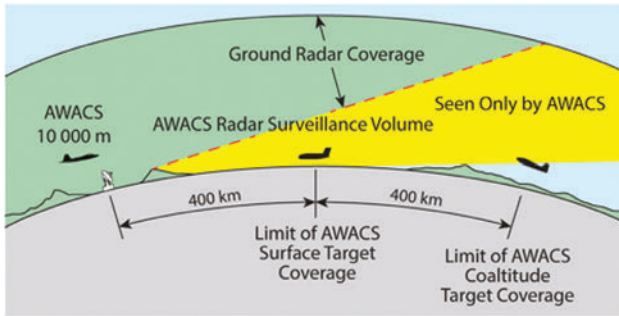 Ground Radar Coverage
AWACS
10 000 m
Seen Only by AWACS
AWACS Radar Surveillance Volume
400 km
400 km
Limit of AWACS
Surface Target
Coverage
Limit of AWACS
Coaltitude
Target Coverage